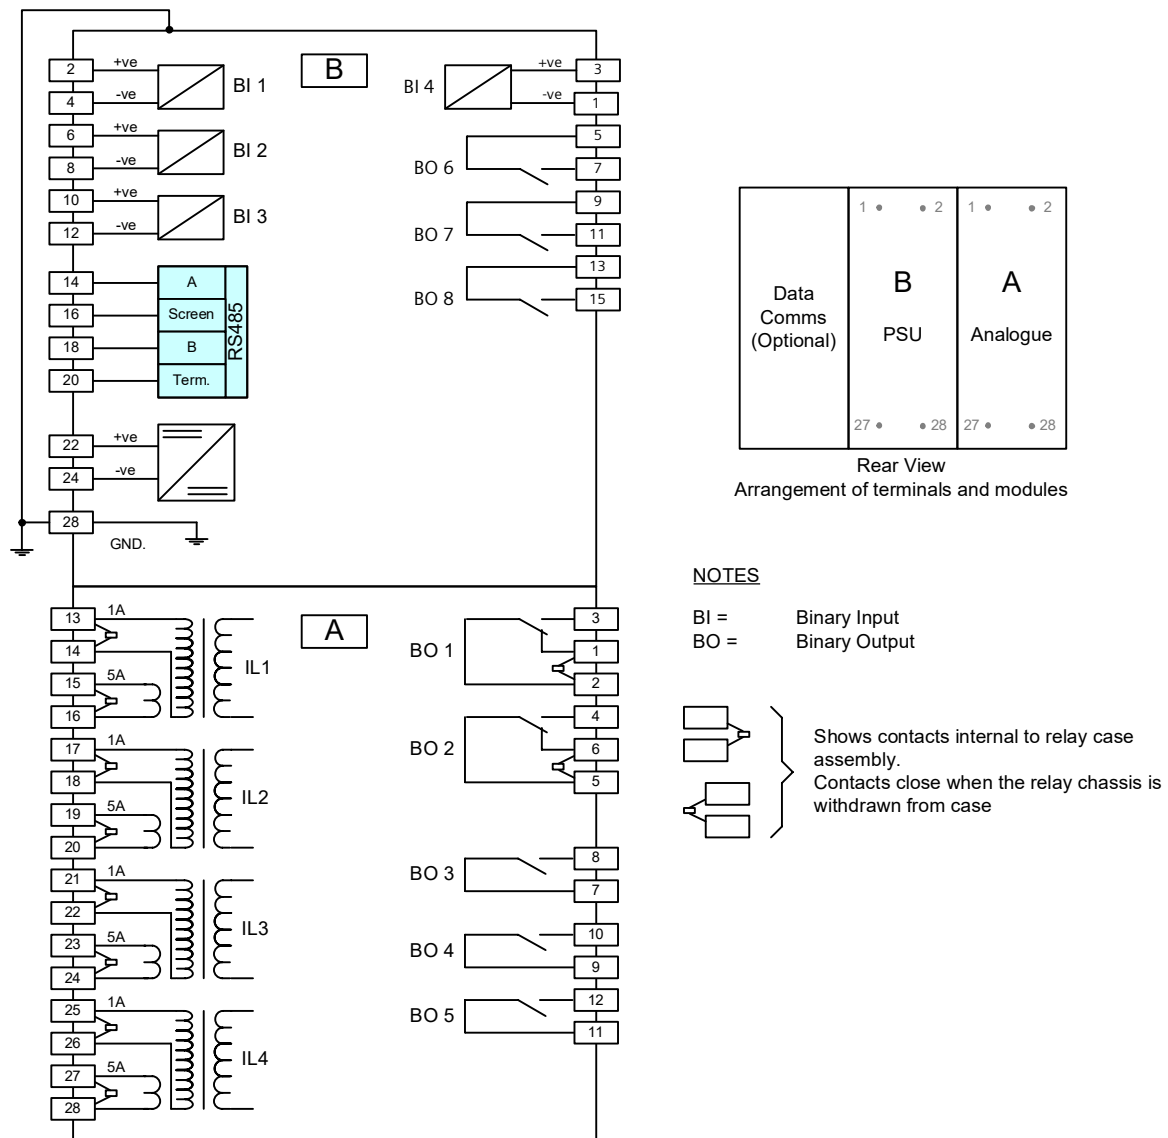 B
2 +ve
4 -ve
BI 1
6 +ve
8 -ve
BI 2
10 +ve
12 -ve
BI 3
14 A
16 Screen
18 B
20 Term.
RS485
22 +ve
24 -ve
28
GND.
BI 4
+ve 3
-ve 1
5
BO 6
7
9
BO 7
11
13
BO 8
15
A
13 1A
14
15 5A
16
IL1
17 1A
18
19 5A
20
IL2
21 1A
22
23 5A
24
IL3
25 1A
26
27 5A
28
IL4
3
BO 1
1
2
4
BO 2
6
5
8
BO 3
7
10
BO 4
9
12
BO 5
11
Data
Comms
(Optional)
1 2
B
PSU
27 28
1 2
A
Analogue
27 28
Rear View
Arrangement of terminals and modules
NOTES
BI = Binary Input
BO = Binary Output
Shows contacts internal to relay case
assembly.
Contacts close when the relay chassis is
withdrawn from case